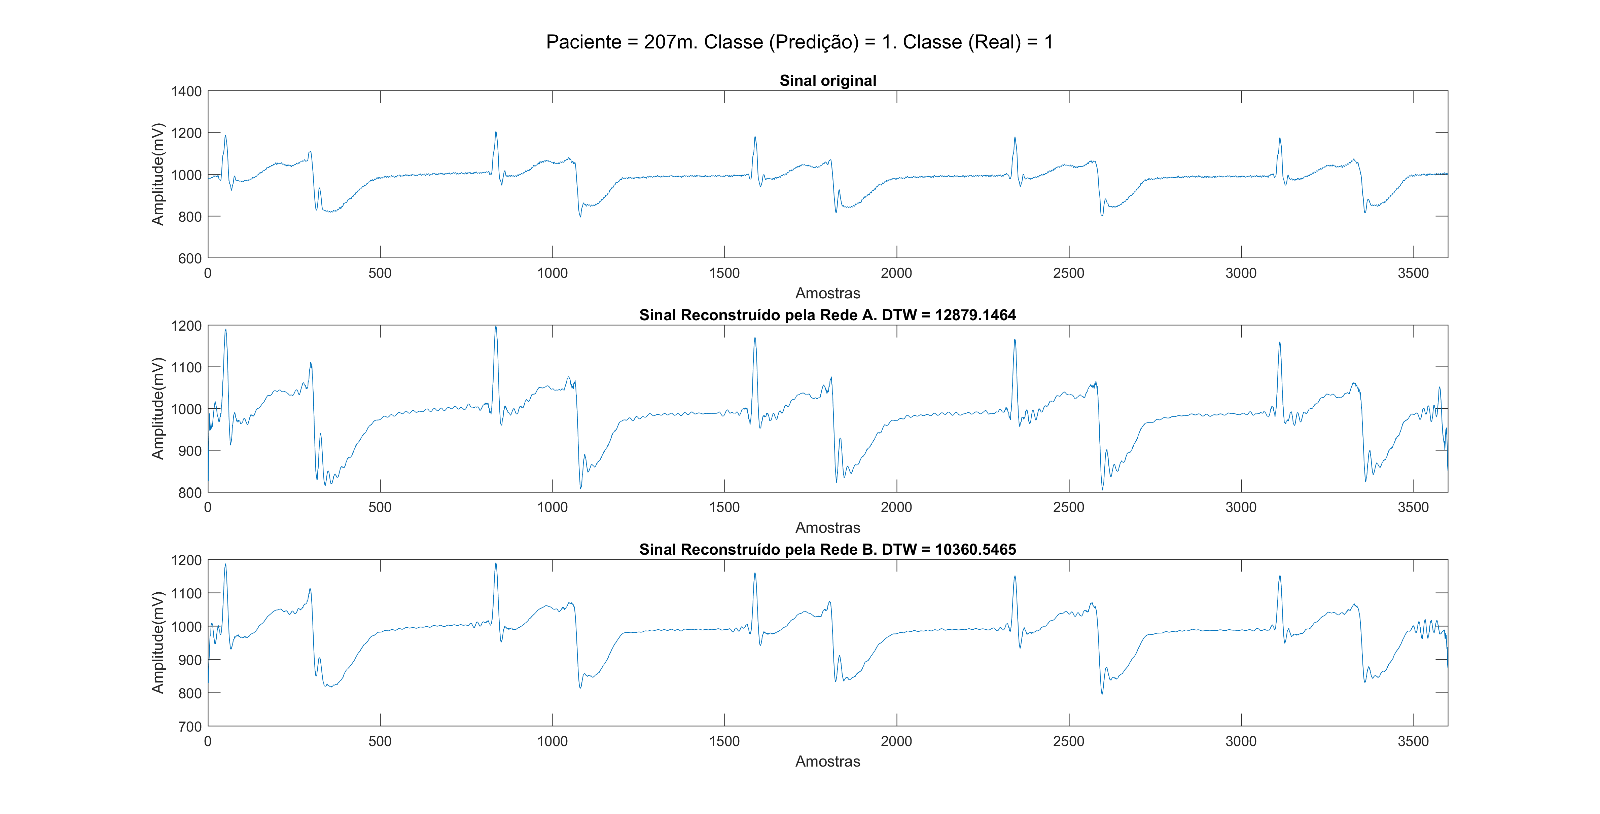 Paciente = 207m. Classe (Predição) = 1. Classe (Real) = 1
Sinal original
Amplitude(mV)
1400
1200
1000
800
600
0 500 1000 1500 2000 2500 3000 3500
Amostras
Sinal Reconstruído pela Rede A. DTW = 12879.1464
Amplitude(mV)
1200
1100
1000
900
800
0 500 1000 1500 2000 2500 3000 3500
Amostras
Sinal Reconstruído pela Rede B. DTW = 10360.5465
Amplitude(mV)
1200
1100
1000
900
800
700
0 500 1000 1500 2000 2500 3000 3500
Amostras